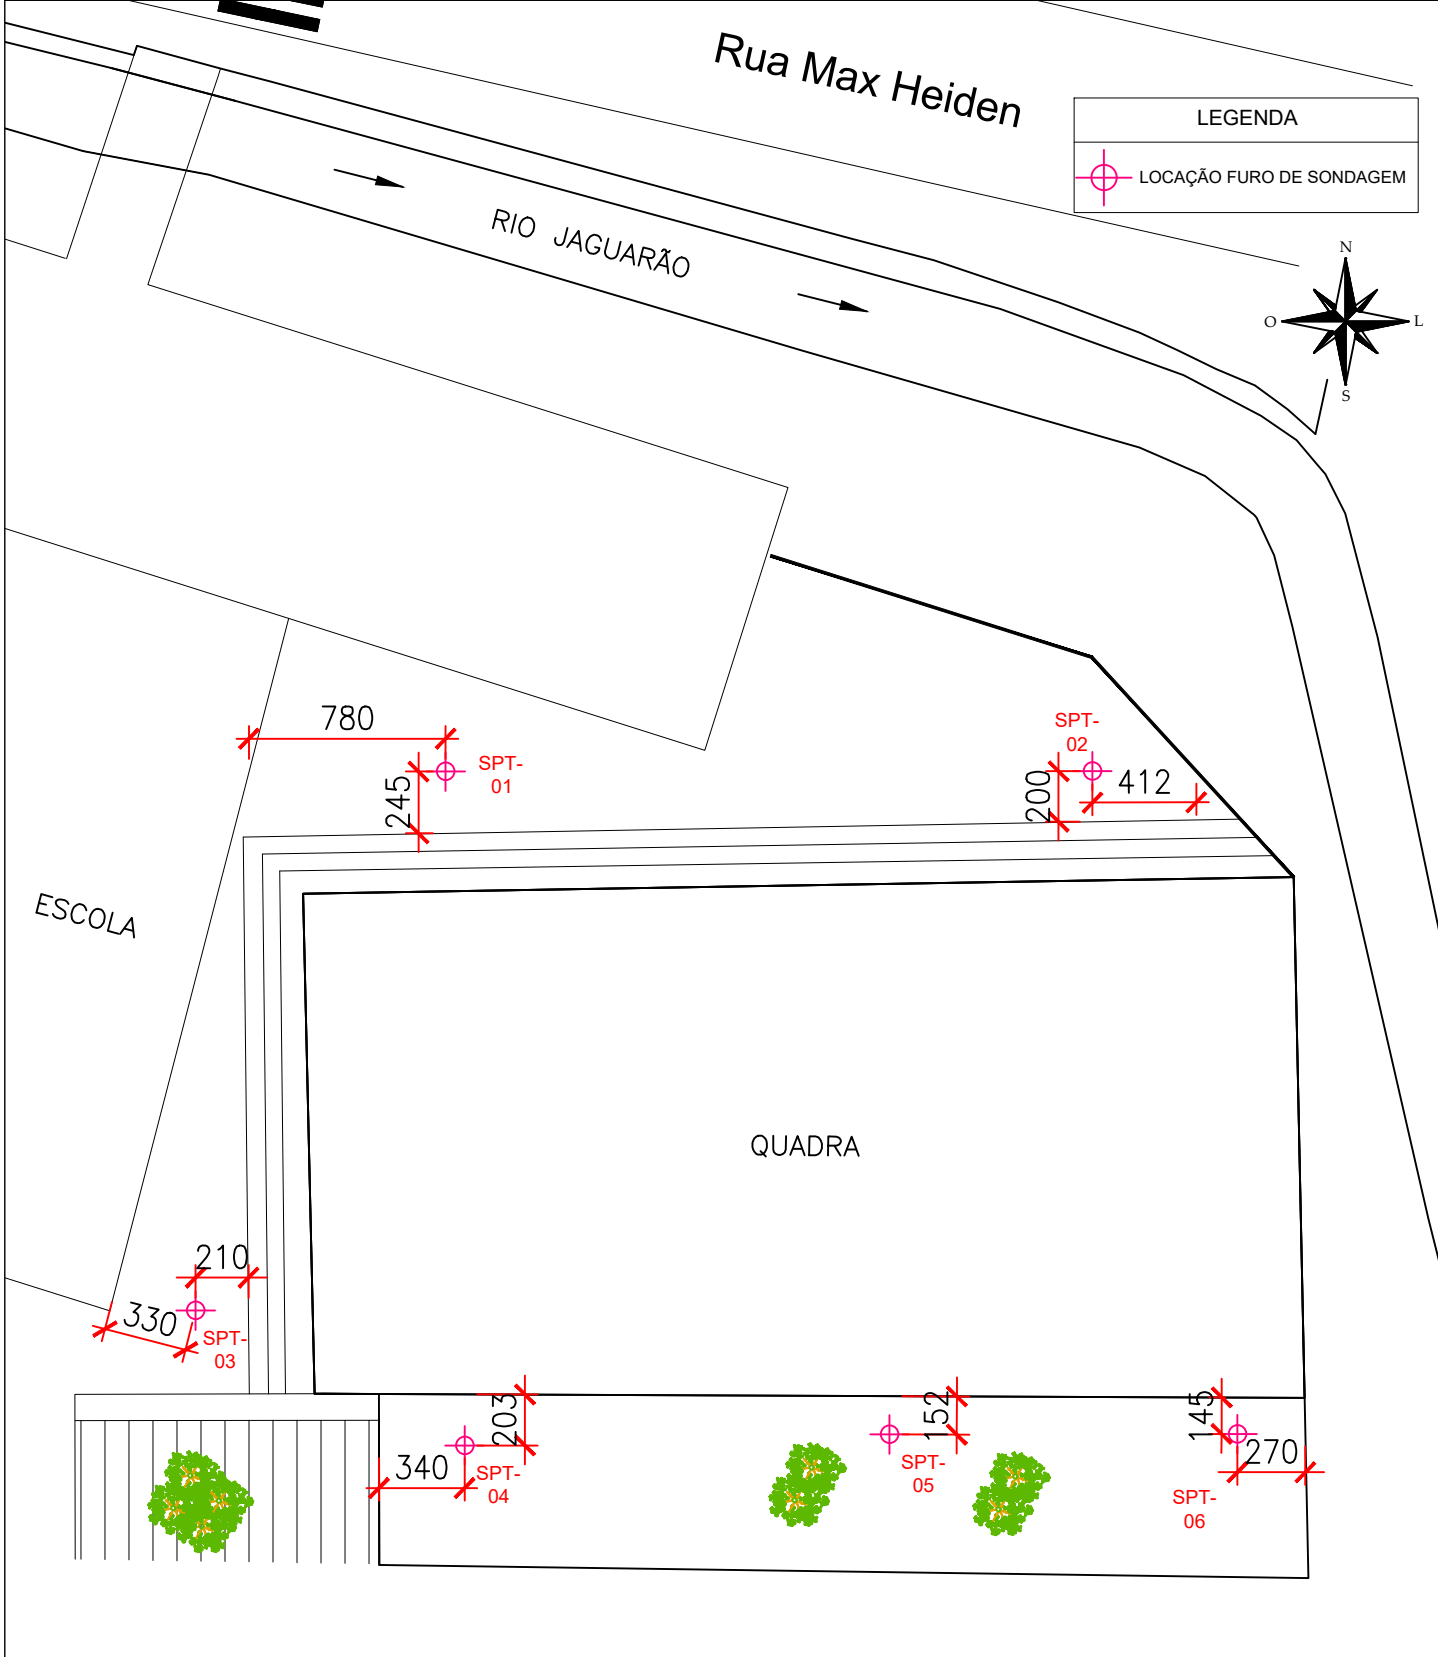 Rua Max Heiden
LEGENDA
LOCAÇÃO FURO DE SONDAGEM
RIO JAGUARÃO
N
O
L
S
780
SPT-
01
245
SPT-
02
200
412
ESCOLA
QUADRA
210
330
SPT-
03
203
340
SPT-
04
152
SPT-
05
145
270
SPT-
06